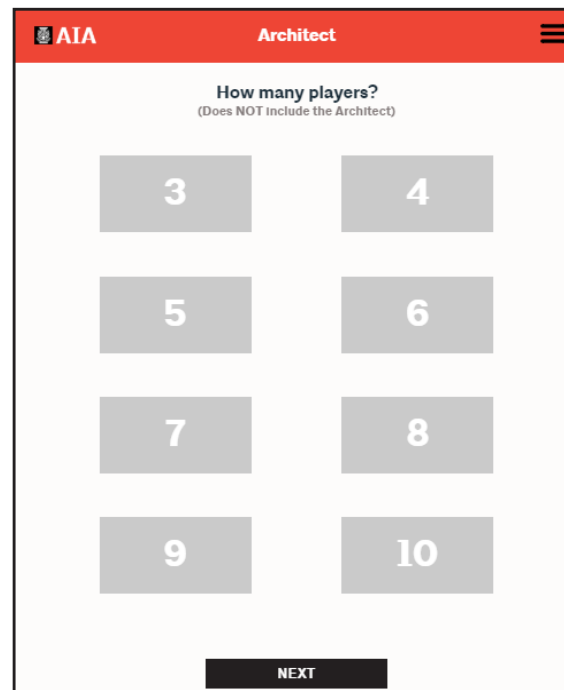 AIA
Architect
How many players?
(Does NOT include the Architect)
3 4
5 6
7 8
9 10
NEXT